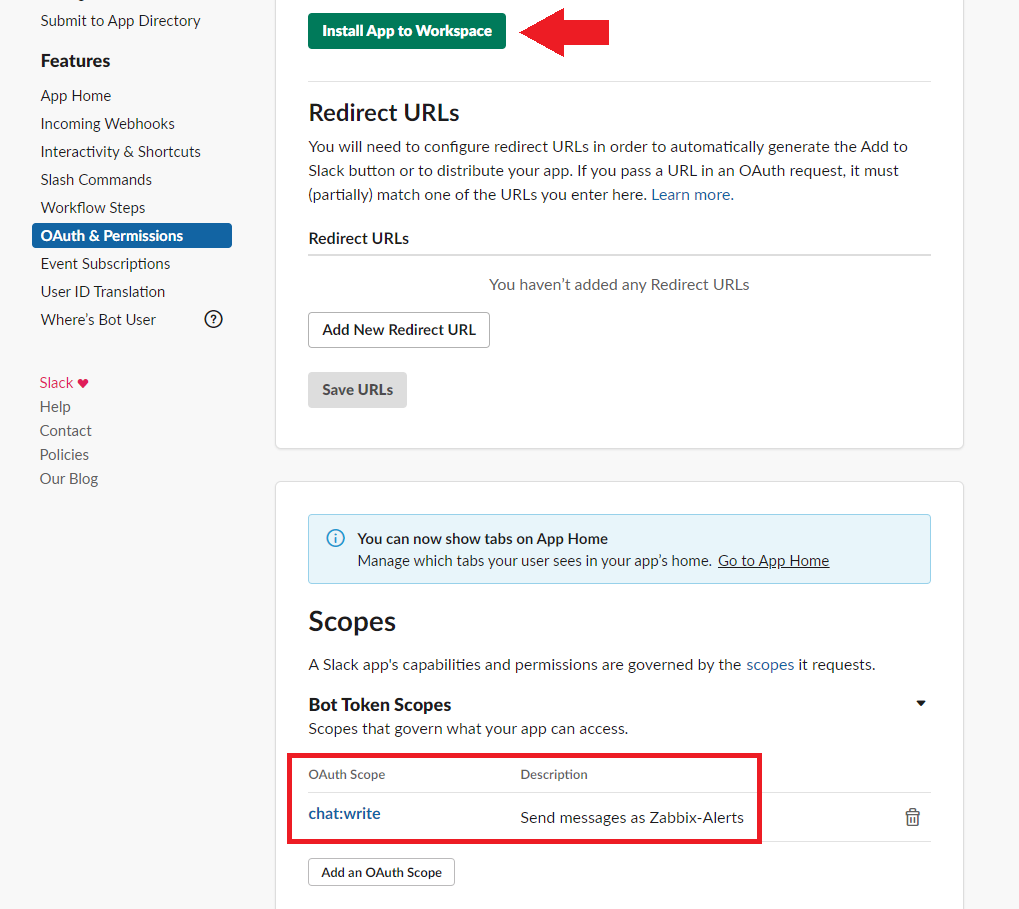 Submit to App Directory
Features
App Home
Incoming Webhooks
Interactivity & Shortcuts
Slash Commands
Workflow Steps
OAuth & Permissions
Event Subscriptions
User ID Translation
Where’s Bot User
?
Slack ♥
Help
Contact
Policies
Our Blog
Install App to Workspace
Redirect URLs
You will need to configure redirect URLs in order to automatically generate the Add to
Slack button or to distribute your app. If you pass a URL in an OAuth request, it must
(partially) match one of the URLs you enter here. Learn more.
Redirect URLs
You haven’t added any Redirect URLs
Add New Redirect URL
Save URLs
You can now show tabs on App Home
Manage which tabs your user sees in your app’s home. Go to App Home
Scopes
A Slack app's capabilities and permissions are governed by the scopes it requests.
Bot Token Scopes
Scopes that govern what your app can access.
OAuth Scope Description
chat:write Send messages as Zabbix-Alerts
Add an OAuth Scope